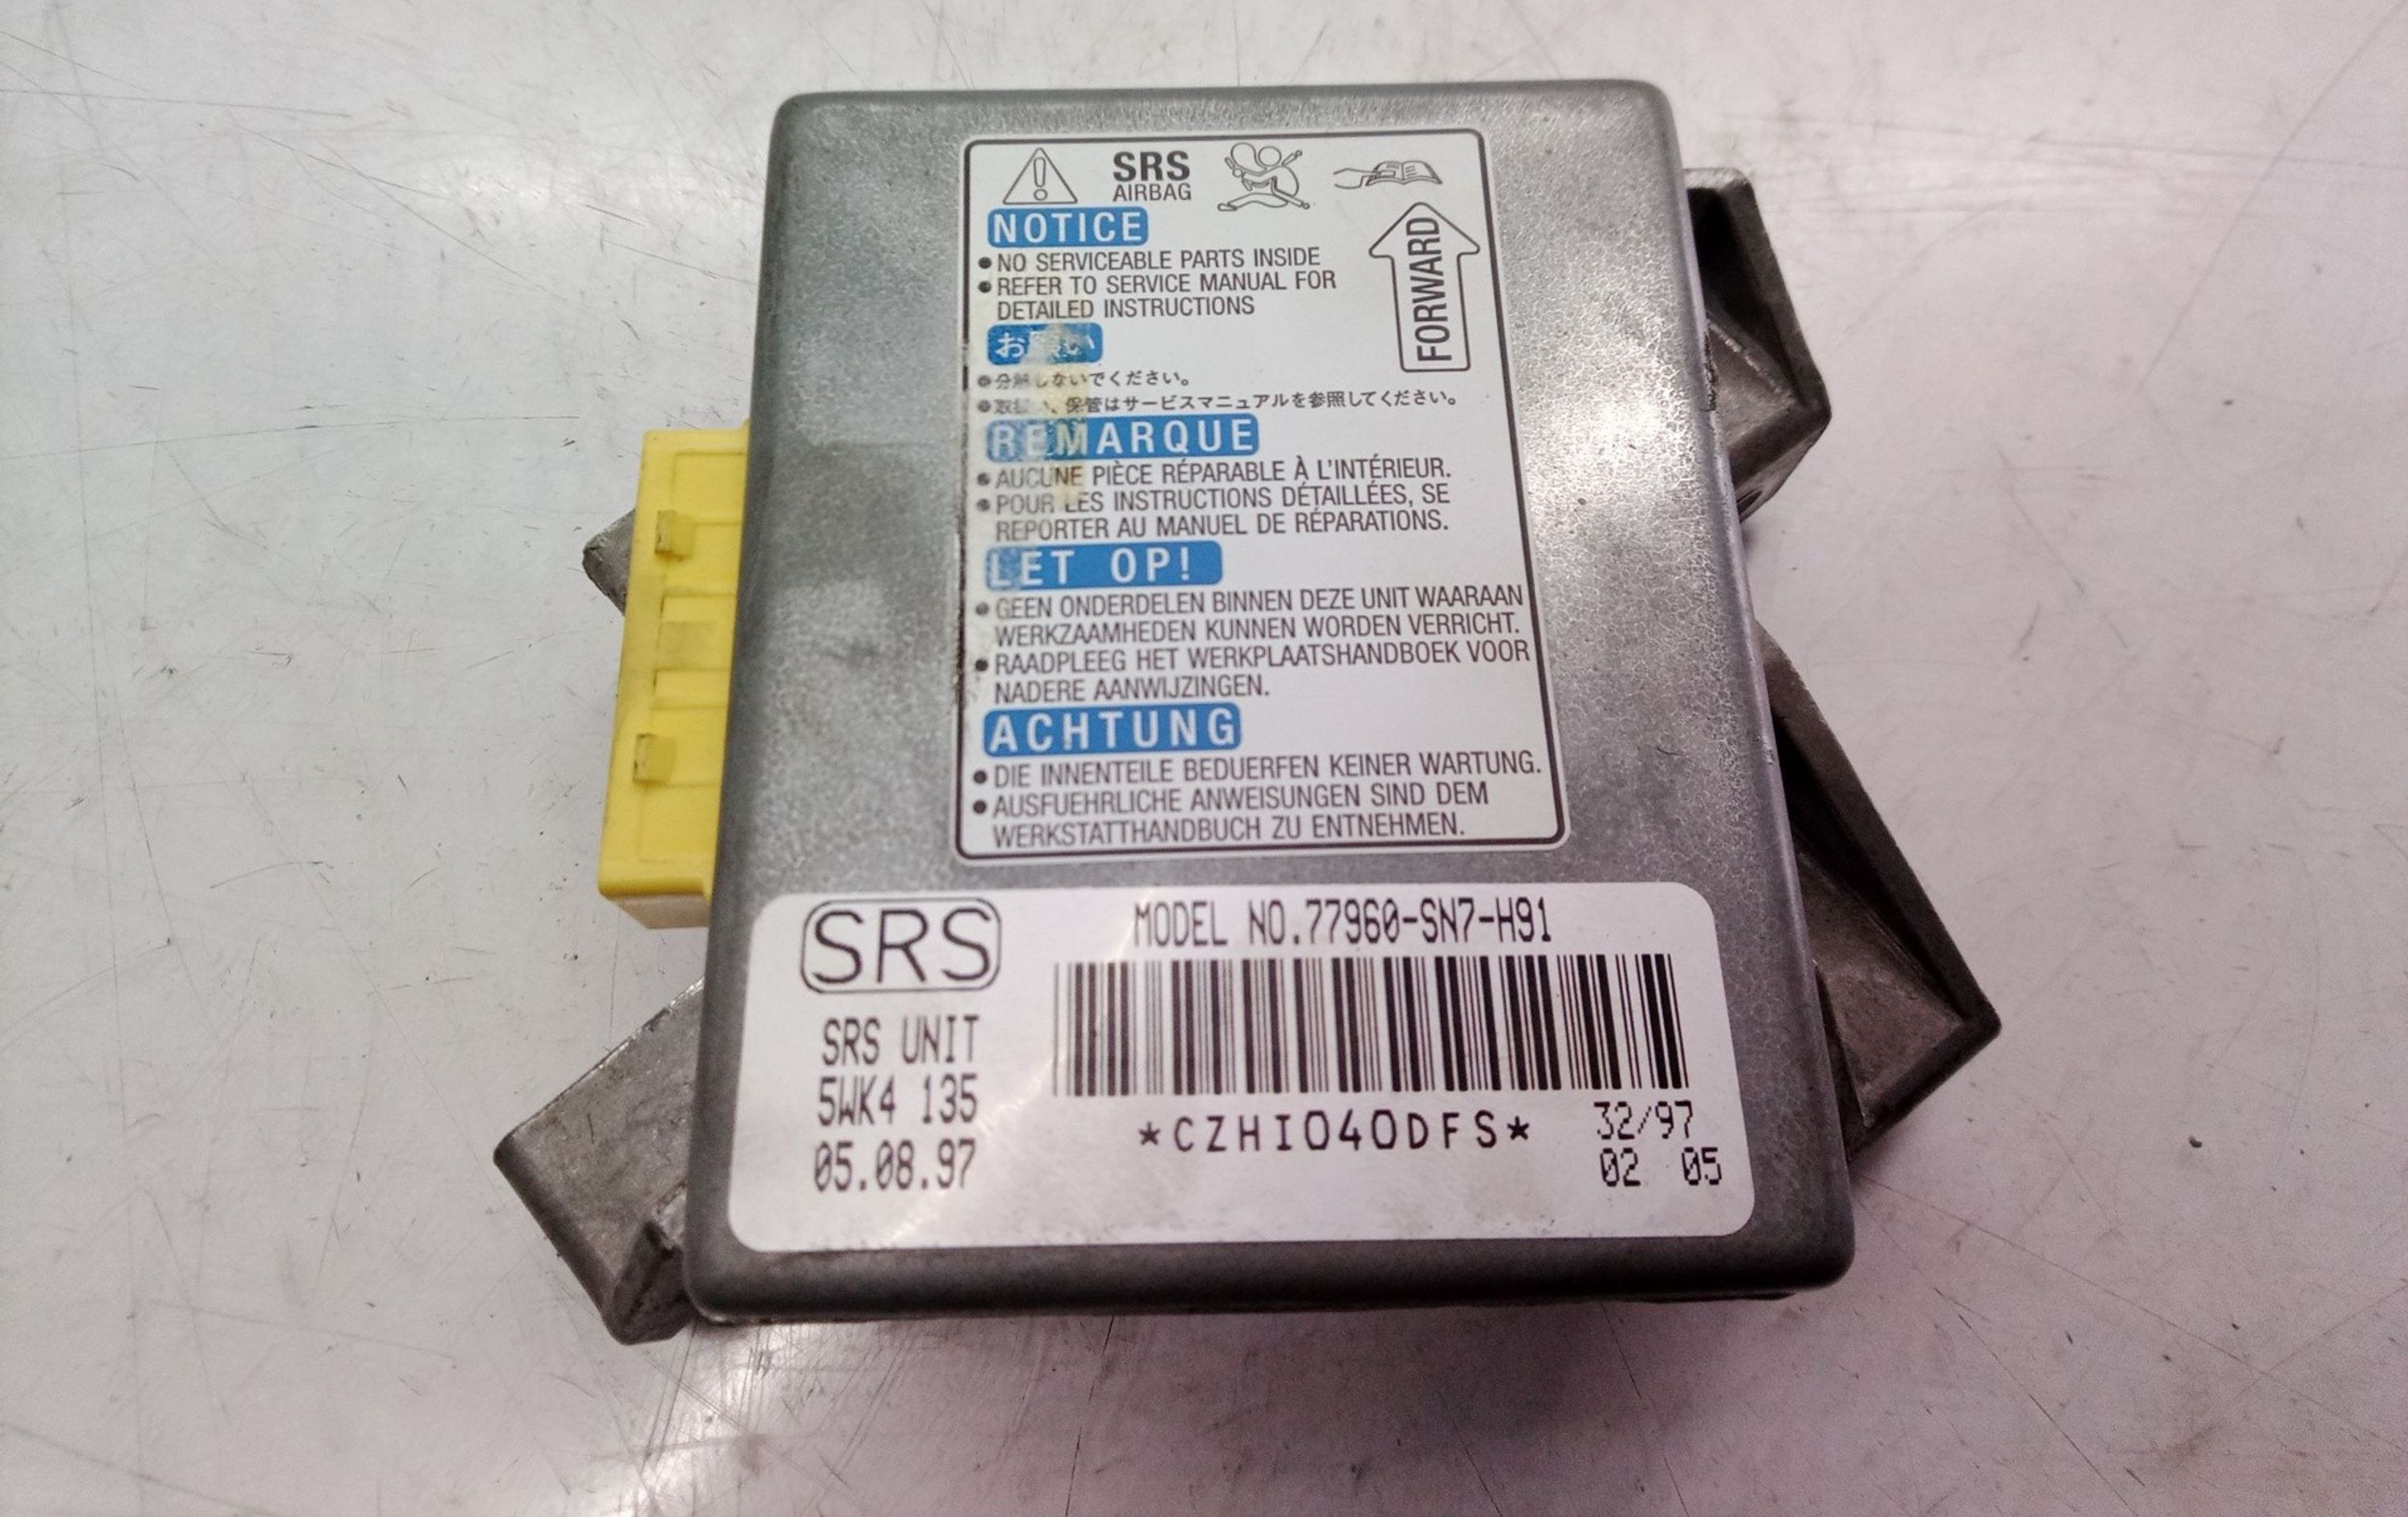 SRS
AIRBAG
NOTICE
● NO SERVICEABLE PARTS INSIDE
● REFER TO SERVICE MANUAL FOR
DETAILED INSTRUCTIONS
FORWARD
お願い
● 分解しないでください。
● 保管はサービスマニュアルを参照してください。
REMARQUE
● AUCUNE PIÈCE RÉPARABLE À L'INTÉRIEUR.
● POUR LES INSTRUCTIONS DÉTAILLÉES, SE
REPORTER AU MANUEL DE RÉPARATIONS.
LET OP!
● GEEN ONDERDELEN BINNEN DEZE UNIT WAARAAN
WERKZAAMHEDEN KUNNEN WORDEN VERRICHT.
● RAADPLEEG HET WERKPLAATSHANDBOEK VOOR
NADERE AANWIJZINGEN.
ACHTUNG
● DIE INNENTEILE BEDUERFEN KEINER WARTUNG.
● AUSFUEHRLICHE ANWEISUNGEN SIND DEM
WERKSTATTHANDBUCH ZU ENTNEHMEN.
SRS
MODEL NO.77960-SN7-H91
SRS UNIT
5WK4 135
05.08.97
*CZHI040DFS*
32/97
02 05